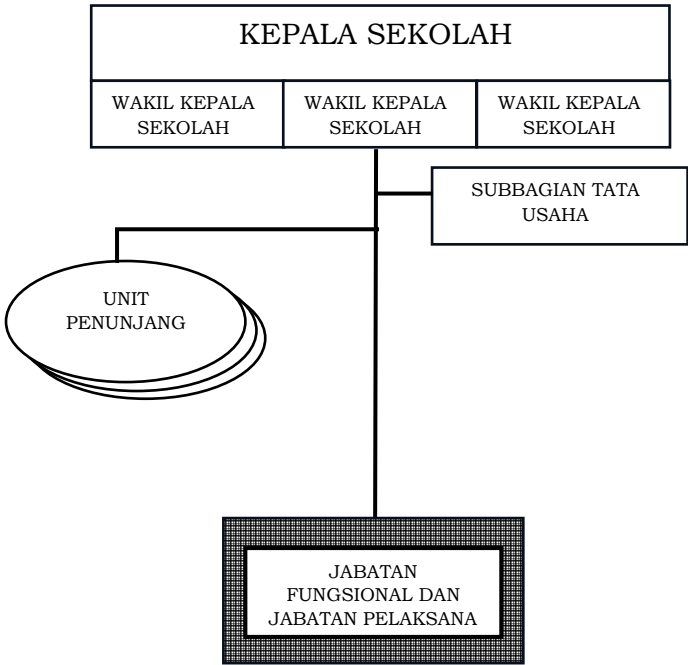 KEPALA SEKOLAH
WAKIL KEPALA
SEKOLAH
WAKIL KEPALA
SEKOLAH
WAKIL KEPALA
SEKOLAH
SUBBAGIAN TATA
USAHA
UNIT
PENUNJANG
JABATAN
FUNGSIONAL DAN
JABATAN PELAKSANA